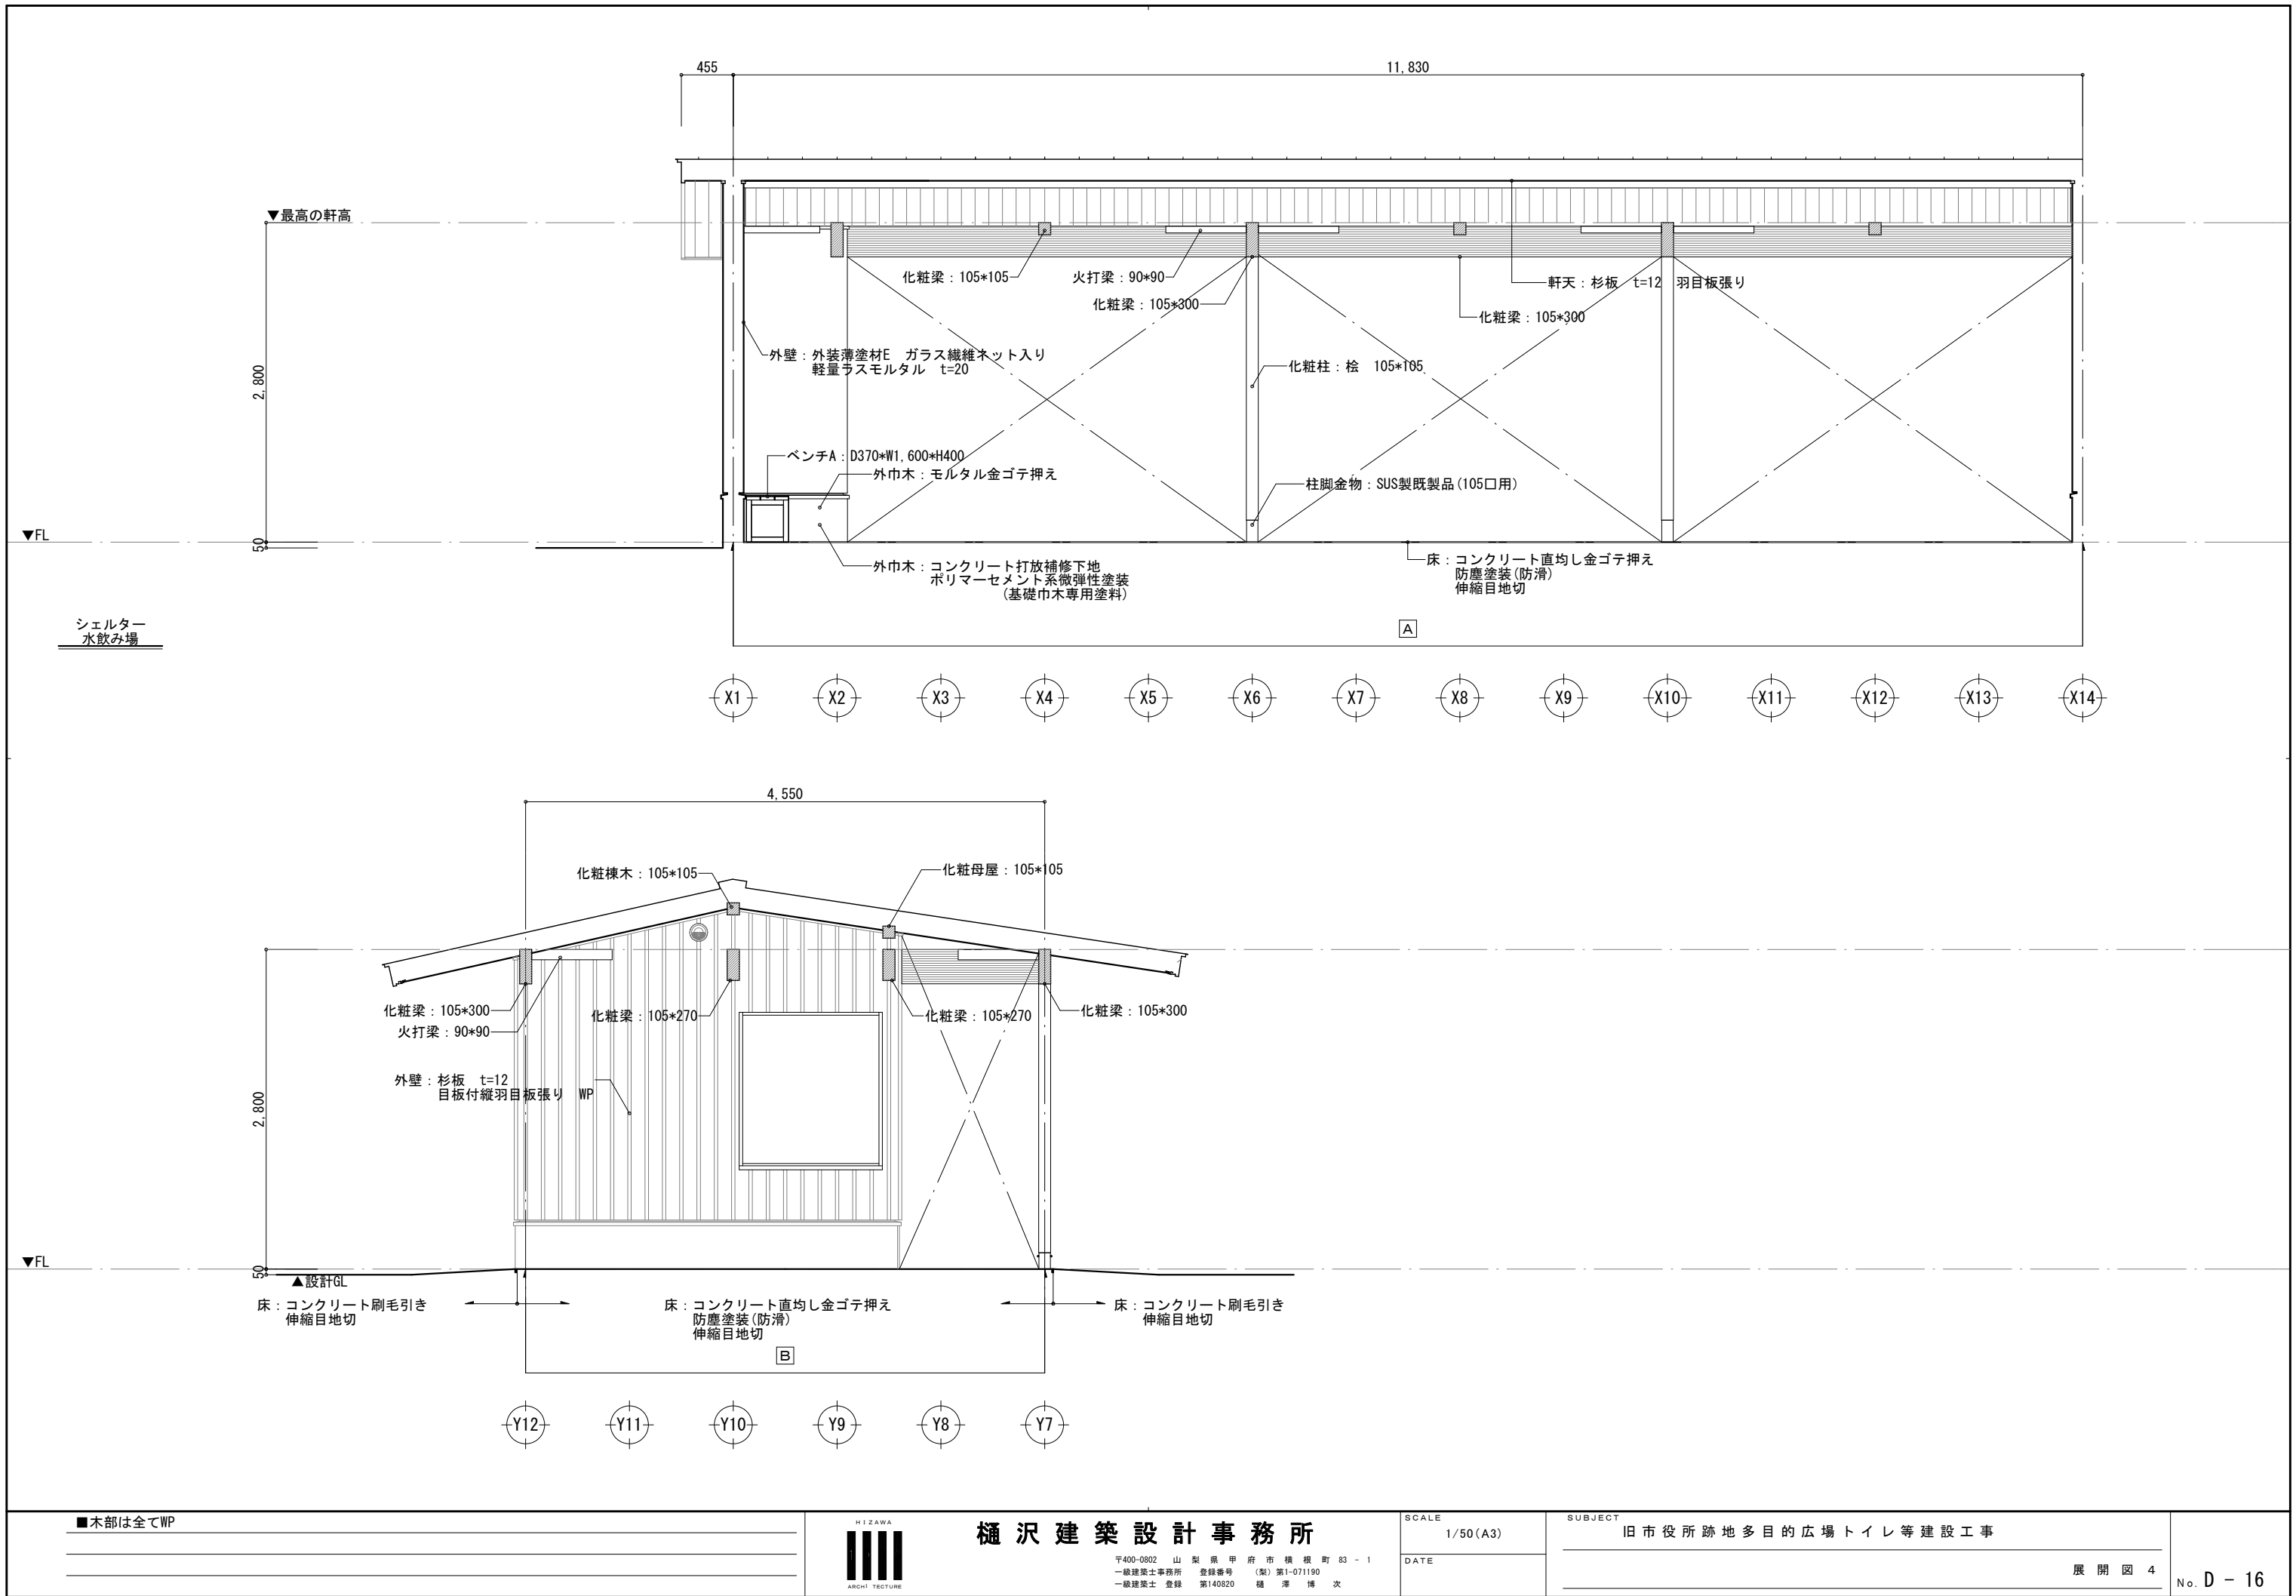 455
11,830
▼最高の軒高
化粧梁：105*105
火打梁：90*90
化粧梁：105*300
軒天：杉板　t=12　羽目板張り
化粧梁：105*300
外壁：外装薄塗材E　ガラス繊維ネット入り
軽量ラスモルタル　t=20
化粧柱：桧　105*105
2,800
ベンチA：D370*W1,600*H400
外巾木：モルタル金ゴテ押え
柱脚金物：SUS製既製品(105口用)
▼FL
50
外巾木：コンクリート打放補修下地
ポリマーセメント系微弾性塗装
(基礎巾木専用塗料)
床：コンクリート直均し金ゴテ押え
防塵塗装(防滑)
伸縮目地切
シェルター
水飲み場
A
X1 X2 X3 X4 X5 X6 X7 X8 X9 X10 X11 X12 X13 X14
4,550
化粧棟木：105*105
化粧母屋：105*105
化粧梁：105*300
火打梁：90*90
化粧梁：105*270
化粧梁：105*270
化粧梁：105*300
外壁：杉板　t=12
目板付縦羽目板張り　WP
2,800
▼FL
50
▲設計GL
床：コンクリート刷毛引き
伸縮目地切
床：コンクリート直均し金ゴテ押え
防塵塗装(防滑)
伸縮目地切
床：コンクリート刷毛引き
伸縮目地切
B
Y12 Y11 Y10 Y9 Y8 Y7
■木部は全てWP
HIZAWA
ARCHI TECTURE
樋沢建築設計事務所
〒400-0802　山梨県甲府市横根町 83 - 1
一級建築士事務所　登録番号　(梨) 第1-071190
一級建築士 登録　第140820　樋澤博次
SCALE
1/50(A3)
DATE
SUBJECT
旧市役所跡地多目的広場トイレ等建設工事
展開図 4
No. D - 16